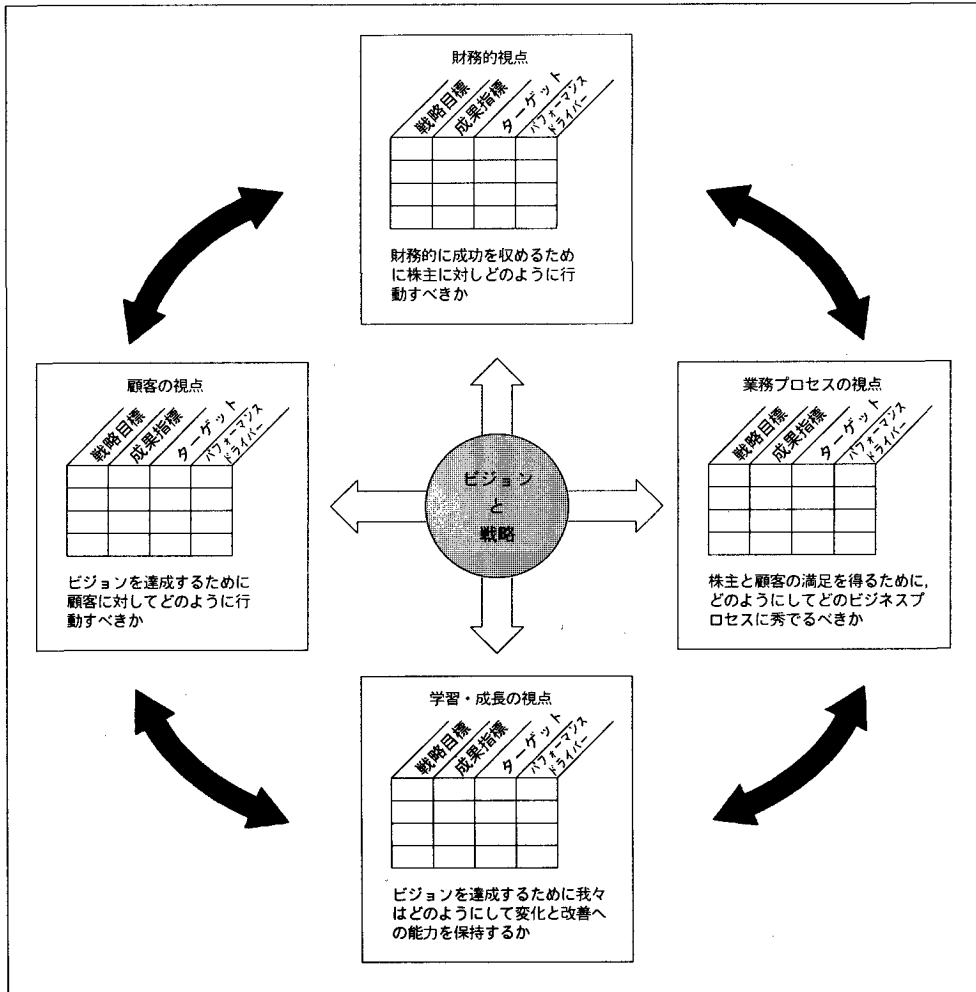 財務的視点
戦略目標
成果指標
ターゲット
パフォーマンス
ドライバー
財務的に成功を収めるため
に株主に対しどのように行
動すべきか
顧客の視点
戦略目標
成果指標
ターゲット
パフォーマンス
ドライバー
ビジョンを達成するために
顧客に対してどのように行
動すべきか
ビジョン
と
戦略
業務プロセスの視点
戦略目標
成果指標
ターゲット
パフォーマンス
ドライバー
株主と顧客の満足を得るために,
どのようにしてどのビジネスプ
ロセスに秀でるべきか
学習・成長の視点
戦略目標
成果指標
ターゲット
パフォーマンス
ドライバー
ビジョンを達成するために我々
はどのようにして変化と改善へ
の能力を保持するか